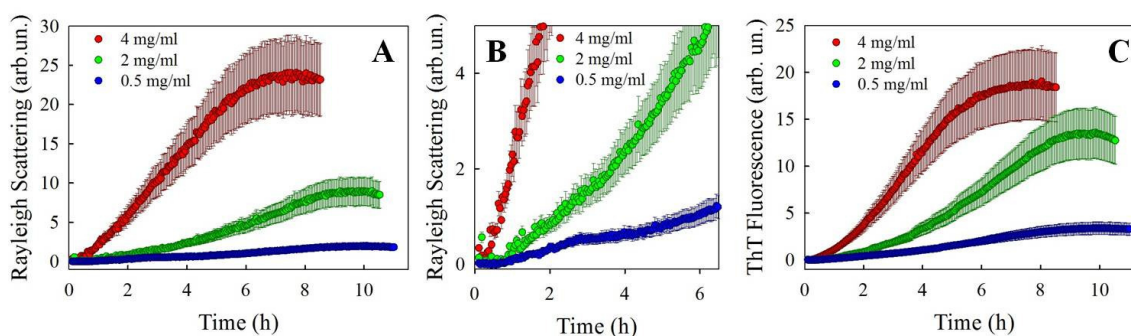 Rayleigh Scattering (arb.un.)
30
25
20
15
10
5
0
4 mg/ml
2 mg/ml
0.5 mg/ml
A
0 2 4 6 8 10
Time (h)
Rayleigh Scattering (arb.un.)
4
2
0
B
4 mg/ml
2 mg/ml
0.5 mg/ml
0 2 4 6
Time (h)
ThT Fluorescence (arb. un.)
25
20
15
10
5
0
4 mg/ml
2 mg/ml
0.5 mg/ml
C
0 2 4 6 8 10
Time (h)